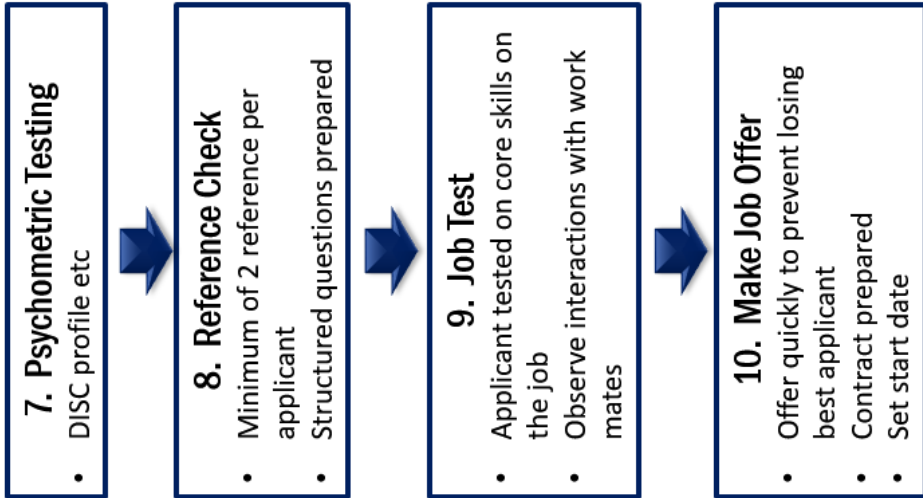 7. Psychometric Testing
• DISC profile etc
8. Reference Check
• Minimum of 2 reference per
applicant
• Structured questions prepared
9. Job Test
• Applicant tested on core skills on
the job
• Observe interactions with work
mates
10. Make Job Offer
• Offer quickly to prevent losing
best applicant
• Contract prepared
• Set start date